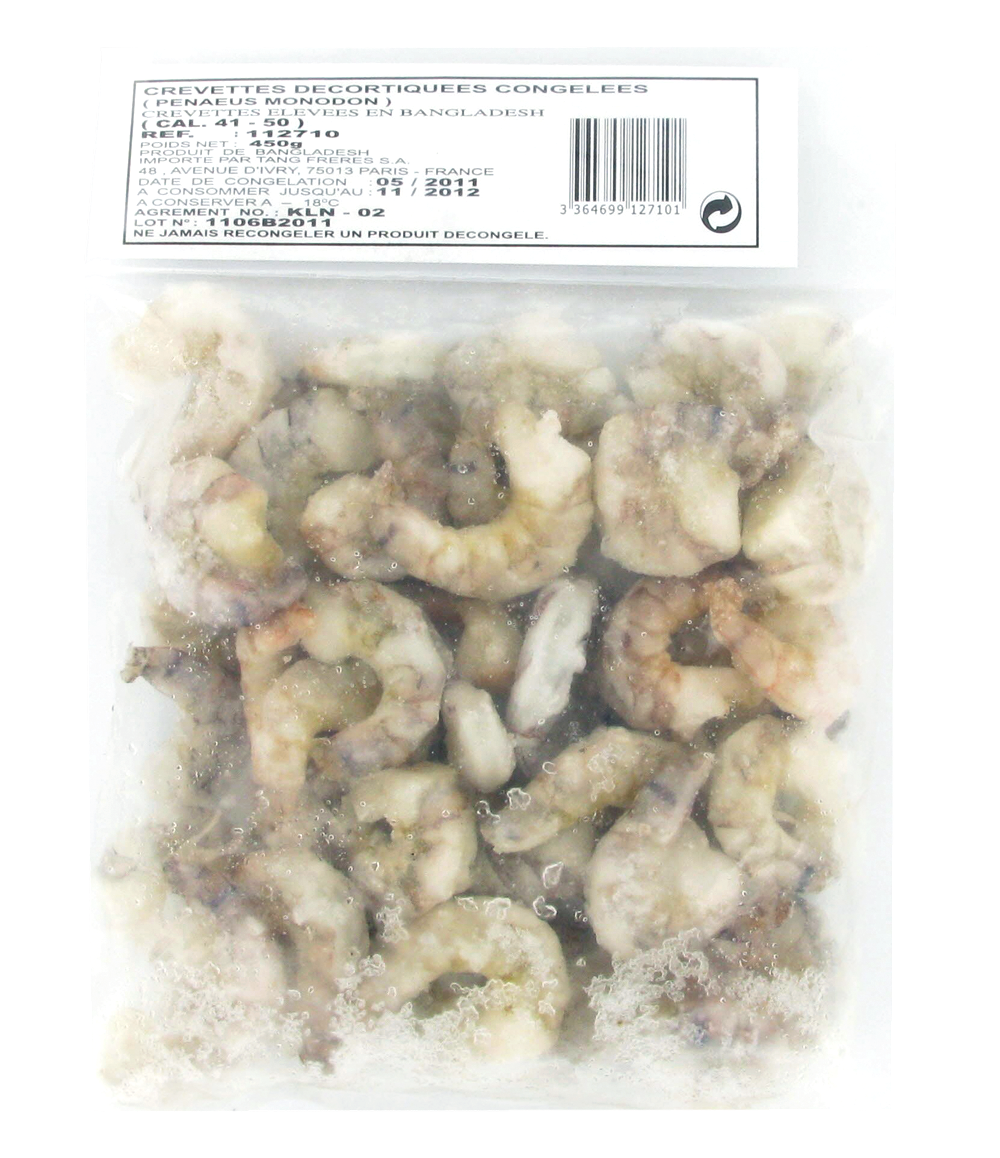 CREVETTES DECORTIQUEES CONGELEES
( PENAEUS MONODON )
CREVETTES ELEVEES EN BANGLADESH
( CAL. 41 - 50 )
REF. : 112710
POIDS NET : 450g
PRODUIT DE BANGLADESH
IMPORTE PAR TANG FRERES S.A.
48 , AVENUE D'IVRY, 75013 PARIS - FRANCE
DATE DE CONGELATION : 05 / 2011
A CONSOMMER JUSQU'AU : 11 / 2012
A CONSERVER A – 18ºC
AGREMENT NO. : KLN - 02
LOT Nº : 1106B2011
NE JAMAIS RECONGELER UN PRODUIT DECONGELE.
3 364699 127101